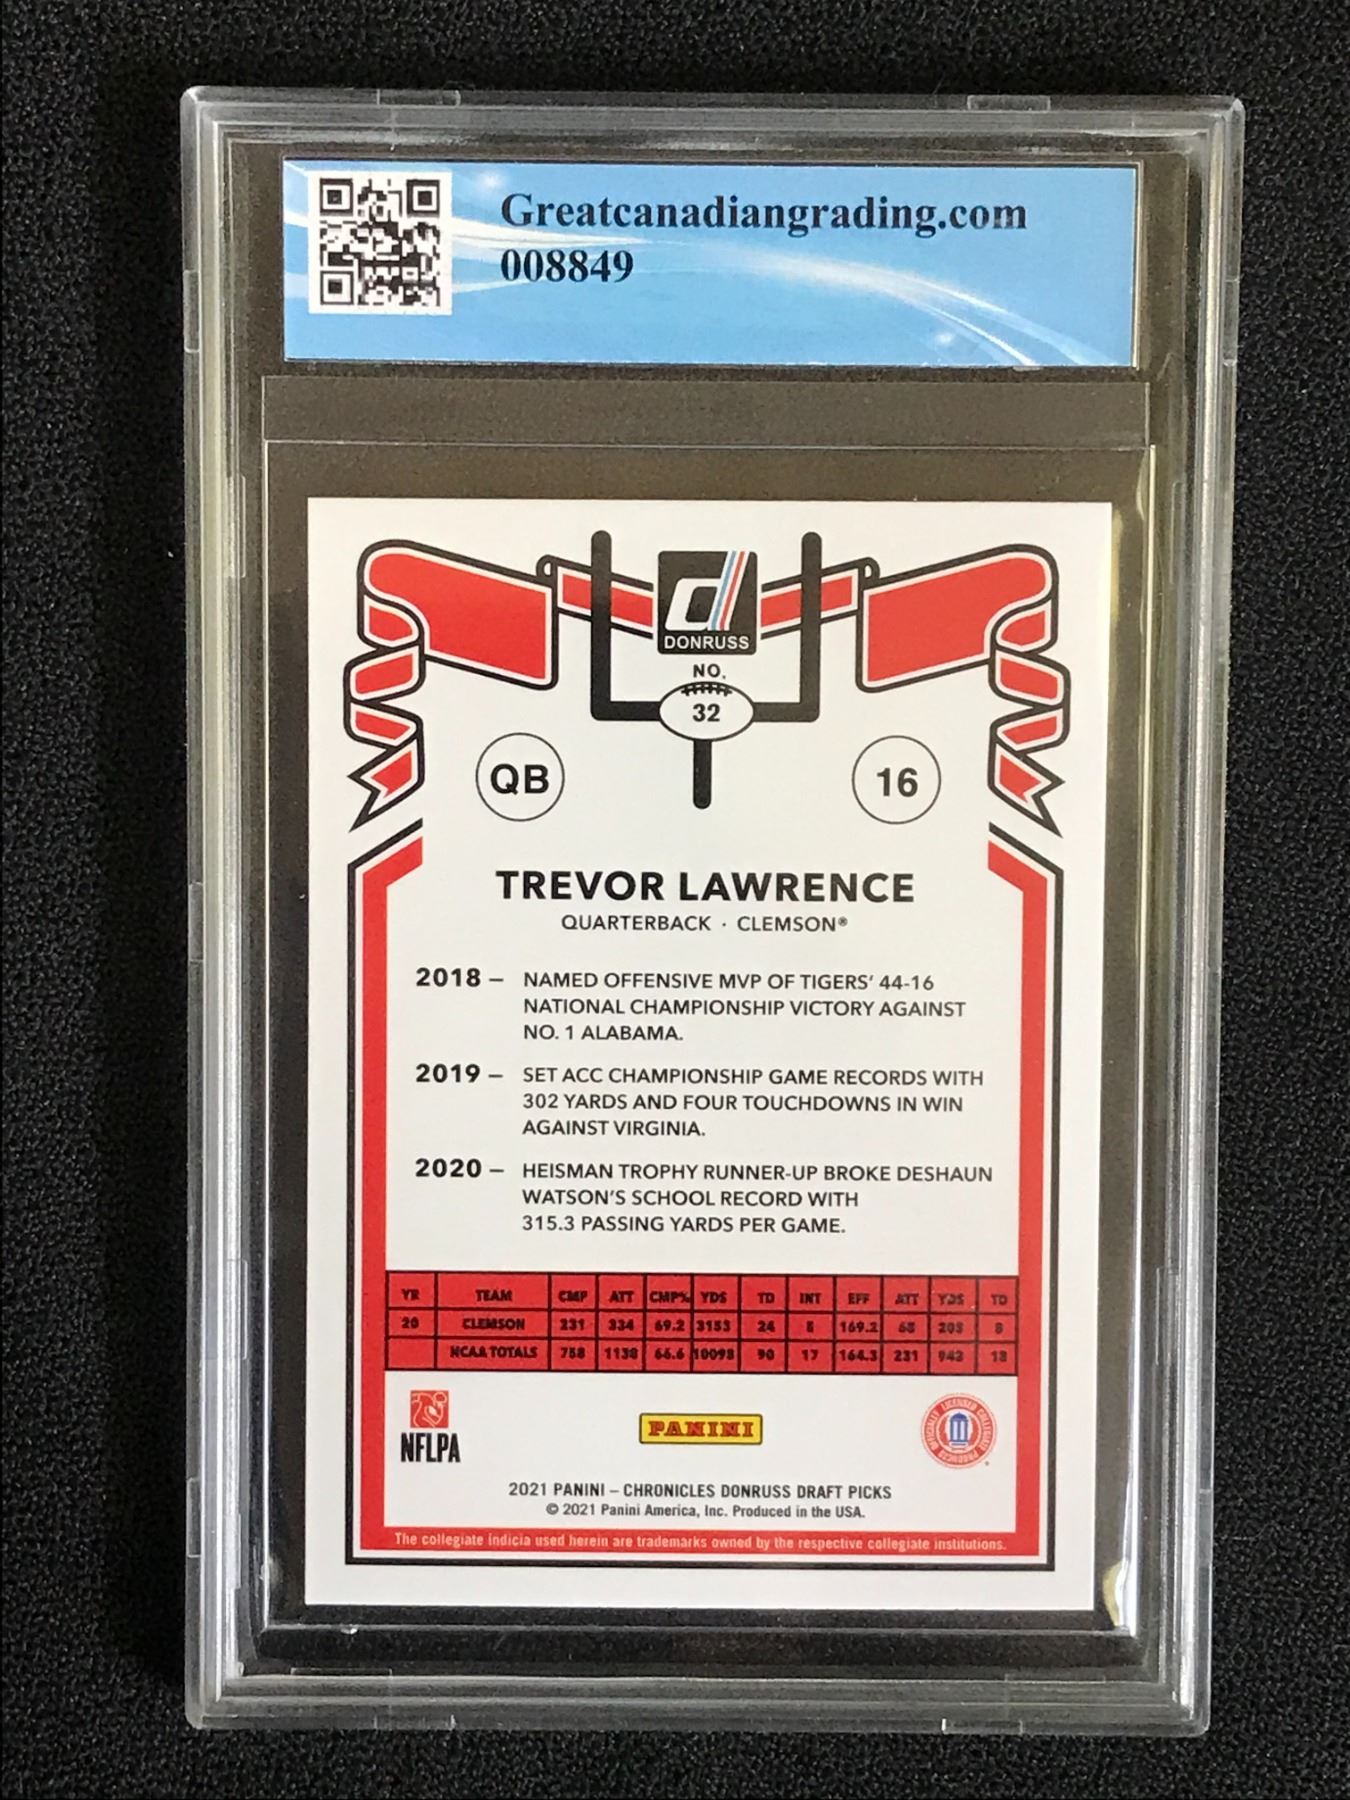 Greatcanadiangrading.com
008849
DONRUSS
NO.
32
QB
16
TREVOR LAWRENCE
QUARTERBACK · CLEMSON®
2018 – NAMED OFFENSIVE MVP OF TIGERS' 44-16
NATIONAL CHAMPIONSHIP VICTORY AGAINST
NO. 1 ALABAMA.
2019 – SET ACC CHAMPIONSHIP GAME RECORDS WITH
302 YARDS AND FOUR TOUCHDOWNS IN WIN
AGAINST VIRGINIA.
2020 – HEISMAN TROPHY RUNNER-UP BROKE DESHAUN
WATSON'S SCHOOL RECORD WITH
315.3 PASSING YARDS PER GAME.
YR TEAM CMP ATT CMP% YDS TD INT EFF ATT YDS TD
20 CLEMSON 231 334 69.2 3153 24 169.2 8
NCAA TOTALS 758 1138 66.6 10098 90 17 164.3 231 943 18
NFLPA
PANINI
OFFICIALLY LICENSED COLLEGIATE PRODUCTS
2021 PANINI – CHRONICLES DONRUSS DRAFT PICKS
© 2021 Panini America, Inc. Produced in the USA.
The collegiate indicia used herein are trademarks owned by the respective collegiate institutions.